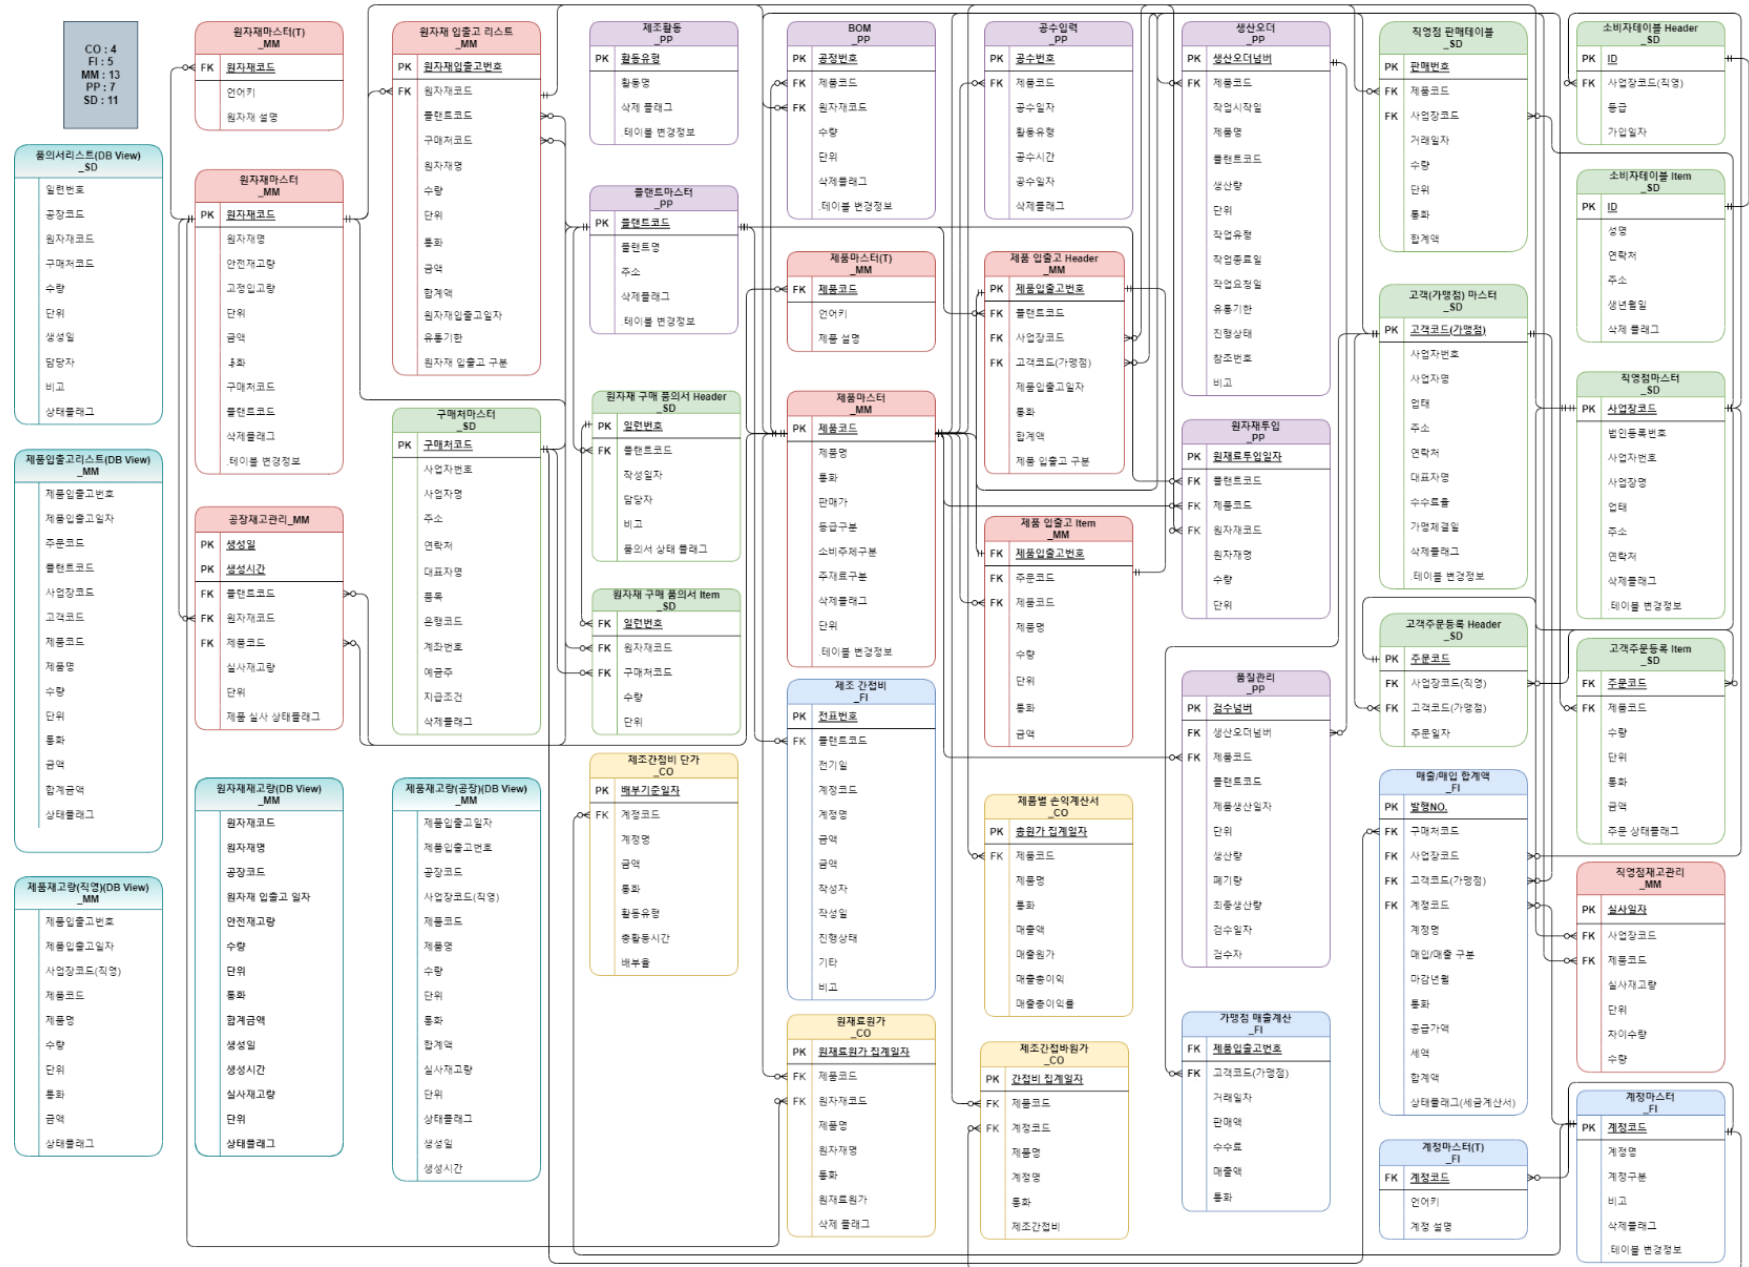 CO : 4
FI : 5
MM : 13
PP : 7
SD : 11
품의서리스트(DB View)
_SD
일련번호
공장코드
원자재코드
구매처코드
수량
단위
생성일
담당자
비고
상태플래그
제품입출고리스트(DB View)
_MM
제품입출고번호
제품입출고일자
주문코드
플랜트코드
사업장코드
고객코드
제품코드
제품명
수량
단위
통화
금액
합계금액
상태플래그
제품재고량(직영)(DB View)
_MM
제품입출고번호
제품입출고일자
사업장코드(직영)
제품코드
제품명
수량
단위
통화
금액
상태플래그
원자재마스터(T)
_MM
FK 원자재코드
언어키
원자재 설명
원자재마스터
_MM
PK 원자재코드
원자재명
안전재고량
고정입고량
단위
금액
통화
구매처코드
플랜트코드
삭제플래그
.테이블 변경정보
공장재고관리_MM
PK 생성일
PK 생성시간
FK 플랜트코드
FK 원자재코드
FK 제품코드
실사재고량
단위
제품 실사 상태플래그
원자재재고량(DB View)
_MM
원자재코드
원자재명
공장코드
원자재 입출고 일자
안전재고량
수량
단위
통화
합계금액
생성일
생성시간
실사재고량
단위
상태플래그
원자재 입출고 리스트
_MM
PK 원자재입출고번호
FK 원자재코드
플랜트코드
구매처코드
원자재명
수량
단위
통화
금액
합계액
원자재입출고일자
유통기한
원자재 입출고 구분
구매처마스터
_SD
PK 구매처코드
사업자번호
사업자명
주소
연락처
대표자명
품목
은행코드
계좌번호
예금주
지급조건
삭제플래그
제품재고량(공장)(DB View)
_MM
제품입출고일자
제품입출고번호
공장코드
사업장코드(직영)
제품코드
제품명
수량
단위
통화
합계액
실사재고량
단위
상태플래그
생성일
생성시간
제조활동
_PP
PK 활동유형
활동명
삭제 플래그
.테이블 변경정보
플랜트마스터
_PP
PK 플랜트코드
플랜트명
주소
삭제플래그
.테이블 변경정보
원자재 구매 품의서 Header
_SD
PK 일련번호
FK 플랜트코드
작성일자
담당자
비고
품의서 상태 플래그
원자재 구매 품의서 Item
_SD
FK 일련번호
FK 원자재코드
FK 구매처코드
수량
단위
제조간접비 단가
_CO
PK 배부기준일자
FK 계정코드
계정명
금액
통화
활동유형
총활동시간
배부율
BOM
_PP
PK 공정번호
FK 제품코드
FK 원자재코드
수량
단위
삭제플래그
.테이블 변경정보
제품마스터(T)
_MM
FK 제품코드
언어키
제품 설명
제품마스터
_MM
PK 제품코드
제품명
통화
판매가
등급구분
소비주체구분
주재료구분
삭제플래그
단위
.테이블 변경정보
제조 간접비
_FI
PK 전표번호
FK 플랜트코드
전기일
계정코드
계정명
금액
금액
작성자
작성일
진행상태
기타
비고
원재료원가
_CO
PK 원재료원가 집계일자
FK 제품코드
FK 원자재코드
제품명
원자재명
통화
원재료원가
삭제 플래그
공수입력
_PP
PK 공수번호
FK 제품코드
공수일자
활동유형
공수시간
공수일자
삭제플래그
제품 입출고 Header
_MM
PK 제품입출고번호
FK 플랜트코드
FK 사업장코드
FK 고객코드(가맹점)
제품입출고일자
통화
합계액
제품 입출고 구분
제품 입출고 Item
_MM
FK 제품입출고번호
FK 주문코드
FK 제품코드
제품명
수량
단위
통화
금액
제품별 손익계산서
_CO
PK 총원가 집계일자
FK 제품코드
제품명
통화
매출액
매출원가
매출총이익
매출총이익률
제조간접바원가
_CO
PK 간접비 집계일자
FK 제품코드
FK 계정코드
제품명
계정명
통화
제조간접비
생산오더
_PP
PK 생산오더넘버
FK 제품코드
작업시작일
제품명
플랜트코드
생산량
단위
작업유형
작업종료일
작업요청일
유통기한
진행상태
참조번호
비고
원자재투입
_PP
PK 원재료투입일자
FK 플랜트코드
FK 제품코드
FK 원자재코드
원자재명
수량
단위
품질관리
_PP
PK 검수넘버
FK 생산오더넘버
FK 제품코드
플랜트코드
제품생산일자
단위
생산량
폐기량
최종생산량
검수일자
검수자
가맹점 매출계산
_FI
FK 제품입출고번호
FK 고객코드(가맹점)
거래일자
판매액
수수료
매출액
통화
직영점 판매테이블
_SD
PK 판매번호
FK 제품코드
FK 사업장코드
거래일자
수량
단위
통화
합계액
고객(가맹점) 마스터
_SD
PK 고객코드(가맹점)
사업자번호
사업자명
업태
주소
연락처
대표자명
수수료율
가맹체결일
삭제플래그
.테이블 변경정보
고객주문등록 Header
_SD
PK 주문코드
FK 사업장코드(직영)
FK 고객코드(가맹점)
주문일자
매출/매입 합계액
_FI
PK 발행NO.
FK 구매처코드
FK 사업장코드
FK 고객코드(가맹점)
FK 계정코드
계정명
매입/매출 구분
마감년월
통화
공급가액
세액
합계액
상태플래그(세금계산서)
계정마스터(T)
_FI
FK 계정코드
언어키
계정 설명
소비자테이블 Header
_SD
PK ID
FK 사업장코드(직영)
등급
가입일자
소비자테이블 Item
_SD
PK ID
성명
연락처
주소
생년월일
삭제 플래그
직영점마스터
_SD
PK 사업장코드
법인등록번호
사업자번호
사업장명
업태
주소
연락처
삭제플래그
.테이블 변경정보
고객주문등록 Item
_SD
FK 주문코드
FK 제품코드
수량
단위
통화
금액
주문 상태플래그
직영점재고관리
_MM
PK 실사일자
FK 사업장코드
FK 제품코드
실사재고량
단위
차이수량
수량
계정마스터
_FI
PK 계정코드
계정명
계정구분
비고
삭제플래그
.테이블 변경정보